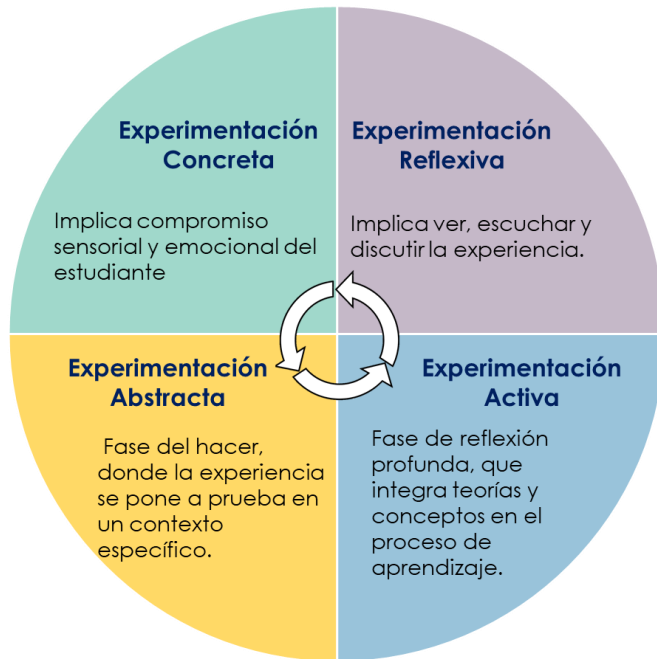 Experimentación
Concreta
Implica compromiso
sensorial y emocional del
estudiante
Experimentación
Reflexiva
Implica ver, escuchar y
discutir la experiencia.
Experimentación
Abstracta
Fase del hacer,
donde la experiencia
se pone a prueba en
un contexto
específico.
Experimentación
Activa
Fase de reflexión
profunda, que
integra teorías y
conceptos en el
proceso de
aprendizaje.